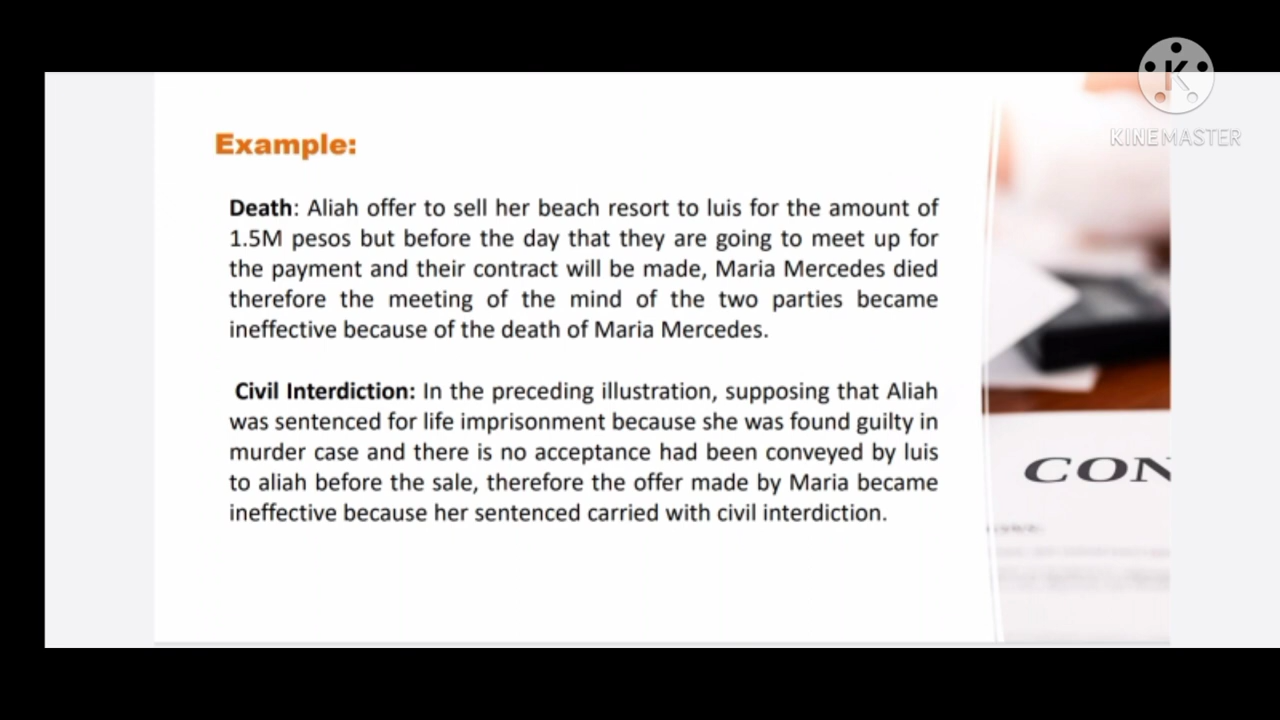 KINEMASTER
Example:
Death: Aliah offer to sell her beach resort to luis for the amount of
1.5M pesos but before the day that they are going to meet up for
the payment and their contract will be made, Maria Mercedes died
therefore the meeting of the mind of the two parties became
ineffective because of the death of Maria Mercedes.
Civil Interdiction: In the preceding illustration, supposing that Aliah
was sentenced for life imprisonment because she was found guilty in
murder case and there is no acceptance had been conveyed by luis
to aliah before the sale, therefore the offer made by Maria became
ineffective because her sentenced carried with civil interdiction.
CON